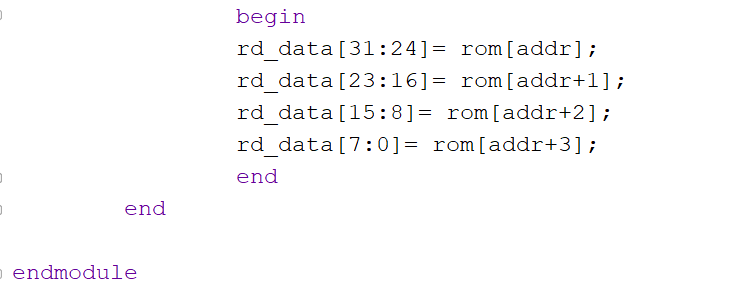 begin
rd_data[31:24]= rom[addr];
rd_data[23:16]= rom[addr+1];
rd_data[15:8]= rom[addr+2];
rd_data[7:0]= rom[addr+3];
end
end
endmodule